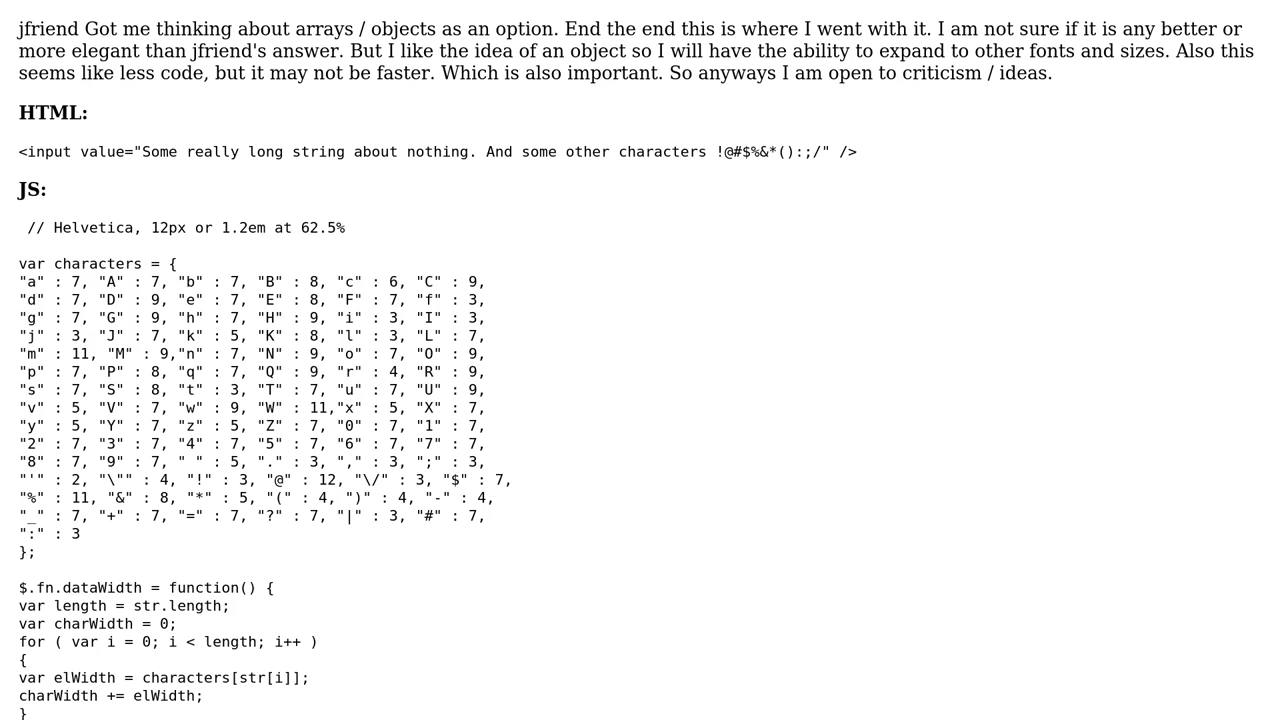 jfriend Got me thinking about arrays / objects as an option. End the end this is where I went with it. I am not sure if it is any better or
more elegant than jfriend's answer. But I like the idea of an object so I will have the ability to expand to other fonts and sizes. Also this
seems like less code, but it may not be faster. Which is also important. So anyways I am open to criticism / ideas.
HTML:
<input value="Some really long string about nothing. And some other characters !@#$%&*():;/" />
JS:
// Helvetica, 12px or 1.2em at 62.5%
var characters = {
"a" : 7, "A" : 7, "b" : 7, "B" : 8, "c" : 6, "C" : 9,
"d" : 7, "D" : 9, "e" : 7, "E" : 8, "F" : 7, "f" : 3,
"g" : 7, "G" : 9, "h" : 7, "H" : 9, "i" : 3, "I" : 3,
"j" : 3, "J" : 7, "k" : 5, "K" : 8, "l" : 3, "L" : 7,
"m" : 11, "M" : 9,"n" : 7, "N" : 9, "o" : 7, "O" : 9,
"p" : 7, "P" : 8, "q" : 7, "Q" : 9, "r" : 4, "R" : 9,
"s" : 7, "S" : 8, "t" : 3, "T" : 7, "u" : 7, "U" : 9,
"v" : 5, "V" : 7, "w" : 9, "W" : 11,"x" : 5, "X" : 7,
"y" : 5, "Y" : 7, "z" : 5, "Z" : 7, "0" : 7, "1" : 7,
"2" : 7, "3" : 7, "4" : 7, "5" : 7, "6" : 7, "7" : 7,
"8" : 7, "9" : 7, " " : 5, "." : 3, "," : 3, ";" : 3,
"'" : 2, "\"" : 4, "!" : 3, "@" : 12, "\/" : 3, "$" : 7,
"%" : 11, "&" : 8, "*" : 5, "(" : 4, ")" : 4, "-" : 4,
"_" : 7, "+" : 7, "=" : 7, "?" : 7, "|" : 3, "#" : 7,
":" : 3
};
$.fn.dataWidth = function() {
var length = str.length;
var charWidth = 0;
for ( var i = 0; i < length; i++ )
{
var elWidth = characters[str[i]];
charWidth += elWidth;
}